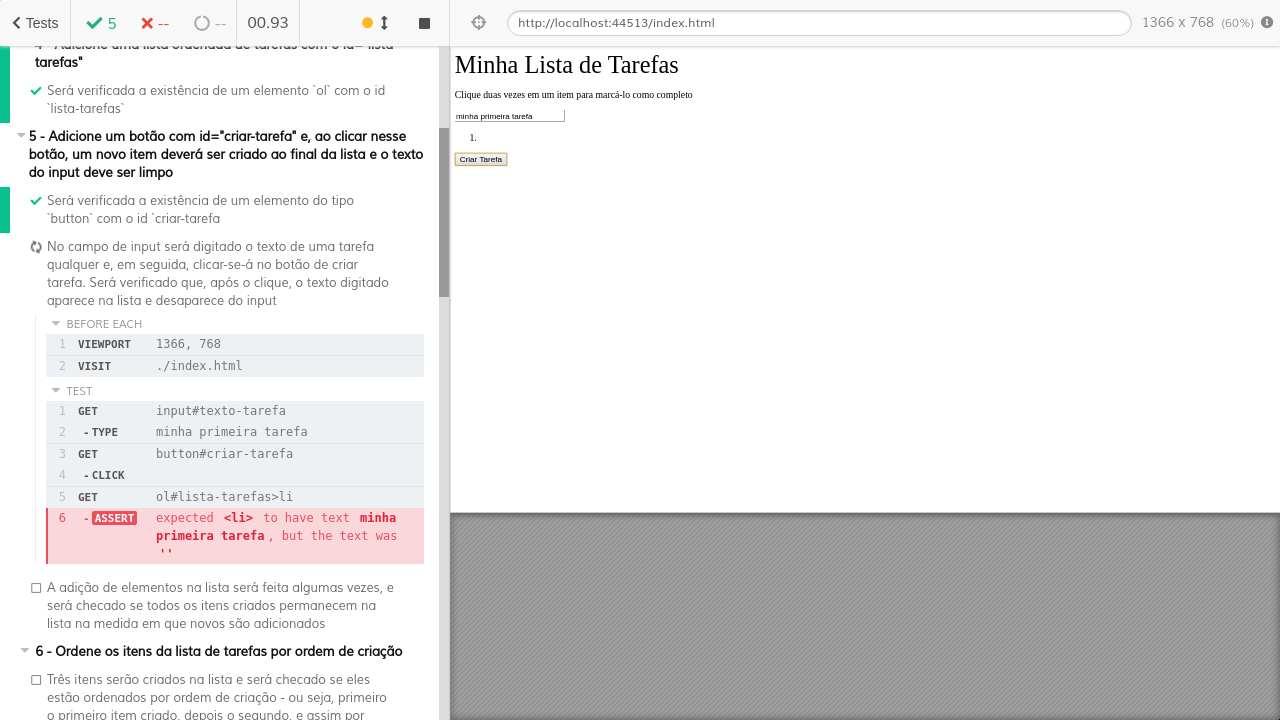 Tests
5
--
--
00.93
http://localhost:44513/index.html
1366 x 768 (60%)
4 - Adicione uma lista ordenada de tarefas com o id="lista-
tarefas"
Será verificada a existência de um elemento `ol` com o id
`lista-tarefas`
5 - Adicione um botão com id="criar-tarefa" e, ao clicar nesse
botão, um novo item deverá ser criado ao final da lista e o texto
do input deve ser limpo
Será verificada a existência de um elemento do tipo
`button` com o id `criar-tarefa
No campo de input será digitado o texto de uma tarefa
qualquer e, em seguida, clicar-se-á no botão de criar
tarefa. Será verificado que, após o clique, o texto digitado
aparece na lista e desaparece do input
BEFORE EACH
1 VIEWPORT 1366, 768
2 VISIT ./index.html
TEST
1 GET input#texto-tarefa
2 -TYPE minha primeira tarefa
3 GET button#criar-tarefa
4 -CLICK
5 GET ol#lista-tarefas>li
6 -ASSERT expected <li> to have text minha
primeira tarefa, but the text was
''
A adição de elementos na lista será feita algumas vezes, e
será checado se todos os itens criados permanecem na
lista na medida em que novos são adicionados
6 - Ordene os itens da lista de tarefas por ordem de criação
Três itens serão criados na lista e será checado se eles
estão ordenados por ordem de criação - ou seja, primeiro
o primeiro item criado, depois o segundo, e assim por
Minha Lista de Tarefas
Clique duas vezes em um item para marcá-lo como completo
minha primeira tarefa
1.
Criar Tarefa